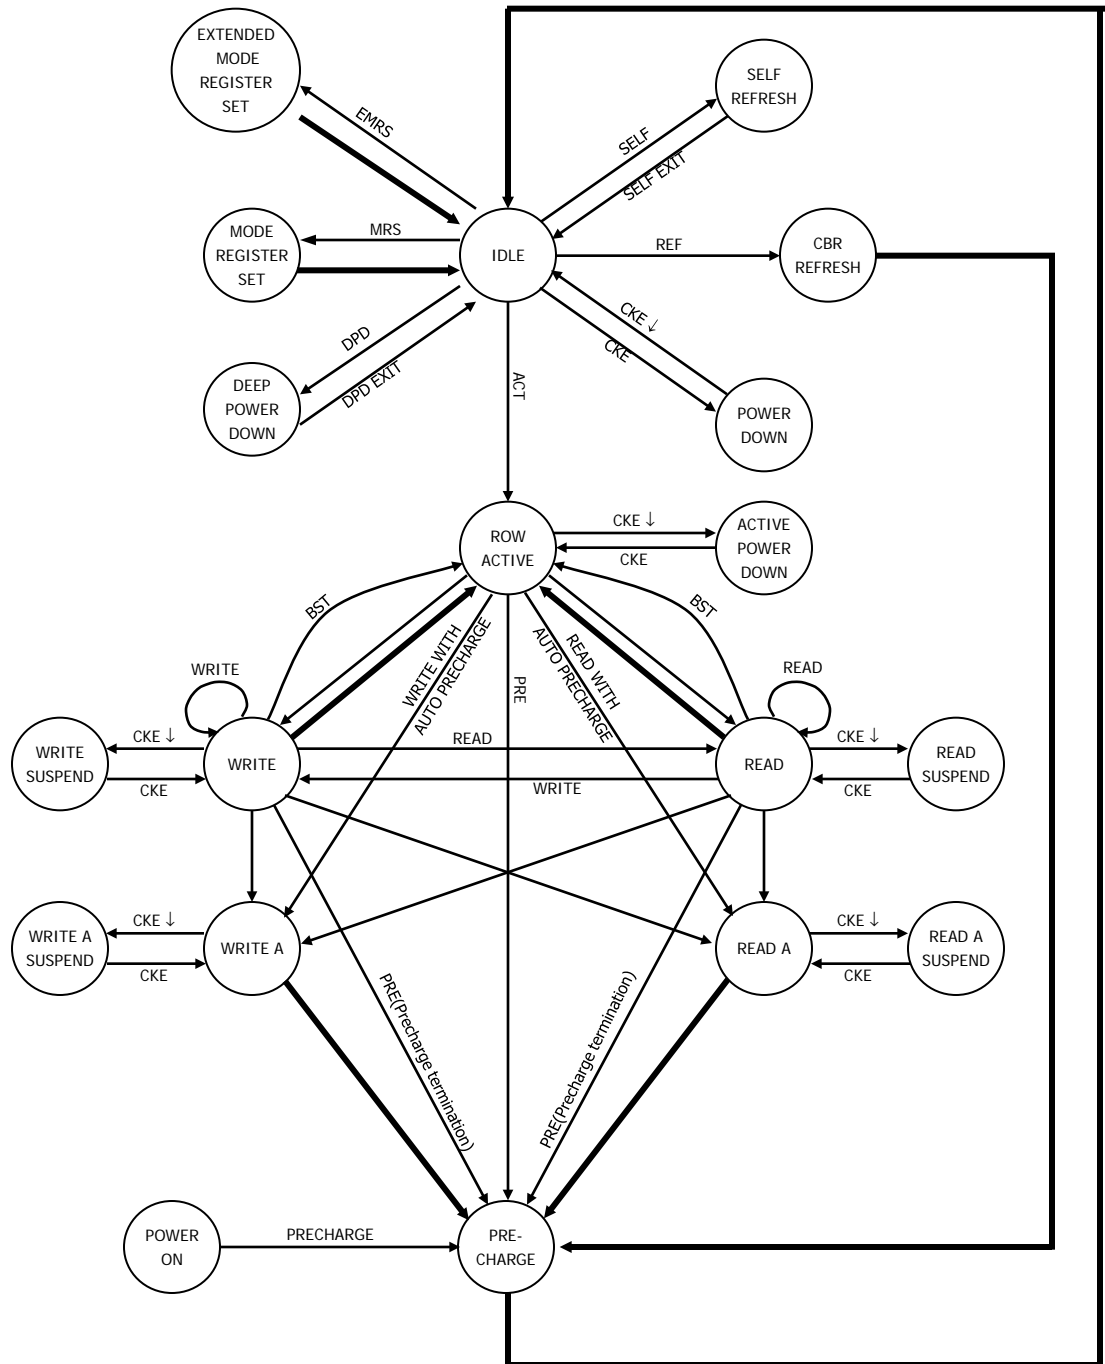 EXTENDED
MODE
REGISTER
SET
SELF
REFRESH
EMRS
SELF
SELF EXIT
MODE
REGISTER
SET
MRS
IDLE
REF
CBR
REFRESH
DPD
DPD EXIT
CKE ↓
CKE
DEEP
POWER
DOWN
ACT
POWER
DOWN
ROW
ACTIVE
CKE ↓
CKE
ACTIVE
POWER
DOWN
BST
BST
WRITE WITH
AUTO PRECHARGE
PRE
READ WITH
AUTO PRECHARGE
WRITE
READ
WRITE
SUSPEND
CKE ↓
CKE
WRITE
READ
WRITE
READ
CKE ↓
CKE
READ
SUSPEND
WRITE A
SUSPEND
CKE ↓
CKE
WRITE A
READ A
CKE ↓
CKE
READ A
SUSPEND
PRE(Precharge termination)
PRE(Precharge termination)
POWER
ON
PRECHARGE
PRE-
CHARGE